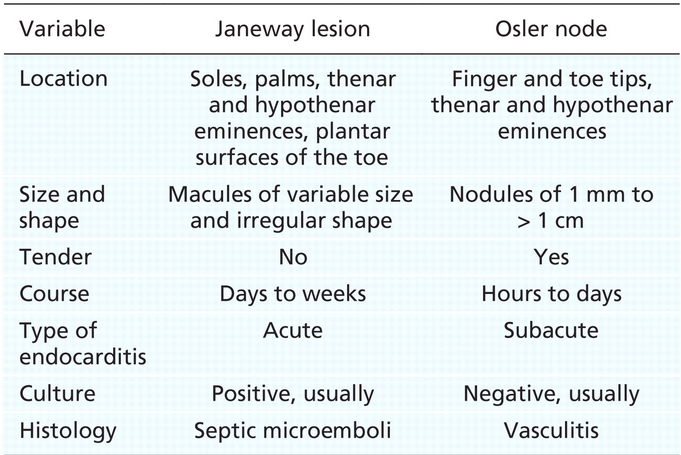 Variable Janeway lesion Osler node
Location Soles, palms, thenar Finger and toe tips,
and hypothenar thenar and hypothenar
eminences, plantar eminences
surfaces of the toe
Size and Macules of variable size Nodules of 1 mm to
shape and irregular shape > 1 cm
Tender No Yes
Course Days to weeks Hours to days
Type of Acute Subacute
endocarditis
Culture Positive, usually Negative, usually
Histology Septic microemboli Vasculitis